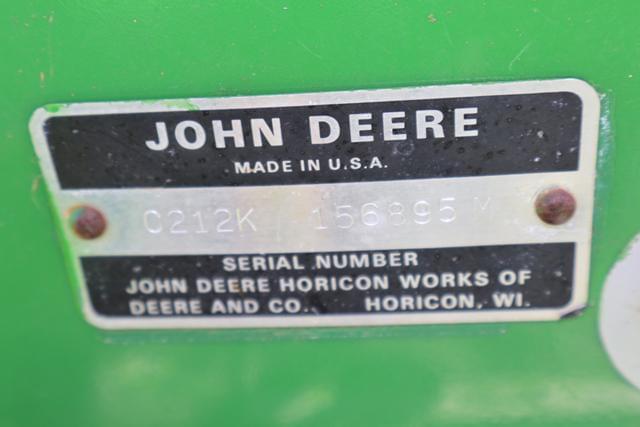 JOHN DEERE
MADE IN U.S.A.
C212K 156895 M
SERIAL NUMBER
JOHN DEERE HORICON WORKS OF
DEERE AND CO., HORICON, WI.